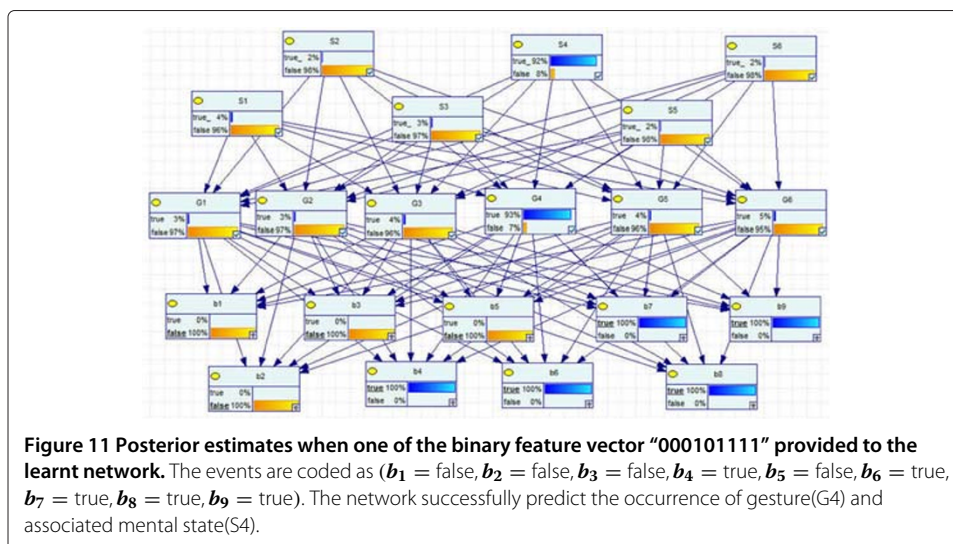 S2
true_ 2%
false 98%
S4
true_ 92%
false 8%
S6
true_ 2%
false 98%
S1
true_ 4%
false 96%
S3
true_ 3%
false 97%
S5
true_ 2%
false 98%
G1
true 3%
false 97%
G2
true 3%
false 97%
G3
true 4%
false 96%
G4
true 93%
false 7%
G5
true 4%
false 96%
G6
true 5%
false 95%
b1
true 0%
false 100%
b3
true 0%
false 100%
b5
true 0%
false 100%
b7
true 100%
false 0%
b9
true 100%
false 0%
b2
true 0%
false 100%
b4
true 100%
false 0%
b6
true 100%
false 0%
b8
true 100%
false 0%
Figure 11 Posterior estimates when one of the binary feature vector “000101111” provided to the
learnt network. The events are coded as (b₁ = false, b₂ = false, b₃ = false, b₄ = true, b₅ = false, b₆ = true,
b₇ = true, b₈ = true, b₉ = true). The network successfully predict the occurrence of gesture(G4) and
associated mental state(S4).